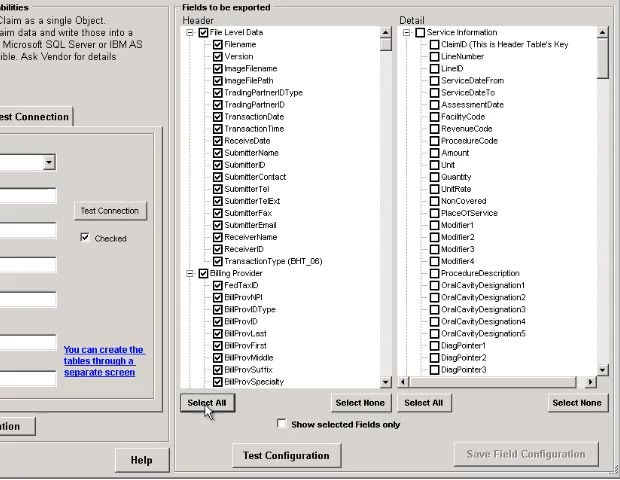 abilities
Claim as a single Object.
aim data and write those into a
Microsoft SQL Server or IBM AS
ible. Ask Vendor for details
est Connection
Test Connection
Checked
You can create the
tables through a
separate screen
ation
Help
Fields to be exported
Header
File Level Data
Filename
Version
ImageFilename
ImageFilePath
TradingPartnerIDType
TradingPartnerID
TransactionDate
TransactionTime
ReceiveDate
SubmitterName
SubmitterID
SubmitterContact
SubmitterTel
SubmitterTelExt
SubmitterFax
SubmitterEmail
ReceiverName
ReceiverID
TransactionType (BHT_06)
Billing Provider
FedTaxID
BillProvNPI
BillProvIDType
BillProvID
BillProvLast
BillProvFirst
BillProvMiddle
BillProvSuffix
BillProvSpecialty
Select All
Select None
Detail
Service Information
ClaimID (This is Header Table's Key
LineNumber
LineID
ServiceDateFrom
ServiceDateTo
AssessmentDate
FacilityCode
RevenueCode
ProcedureCode
Amount
Unit
Quantity
UnitRate
NonCovered
PlaceOfService
Modifier1
Modifier2
Modifier3
Modifier4
ProcedureDescription
OralCavityDesignation1
OralCavityDesignation2
OralCavityDesignation3
OralCavityDesignation4
OralCavityDesignation5
DiagPointer1
DiagPointer2
DiagPointer3
Select All
Select None
Show selected Fields only
Test Configuration
Save Field Configuration